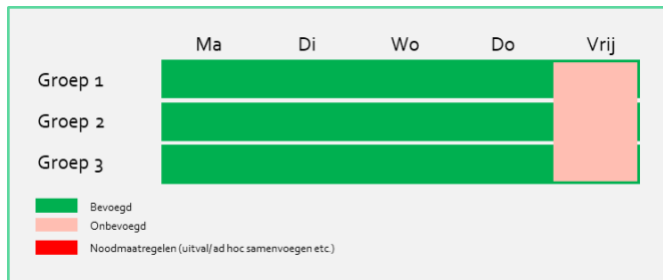 Ma Di Wo Do Vrij
Groep 1
Groep 2
Groep 3
Bevoegd
Onbevoegd
Noodmaatregelen (uitval/ad hoc samenvoegen etc.)